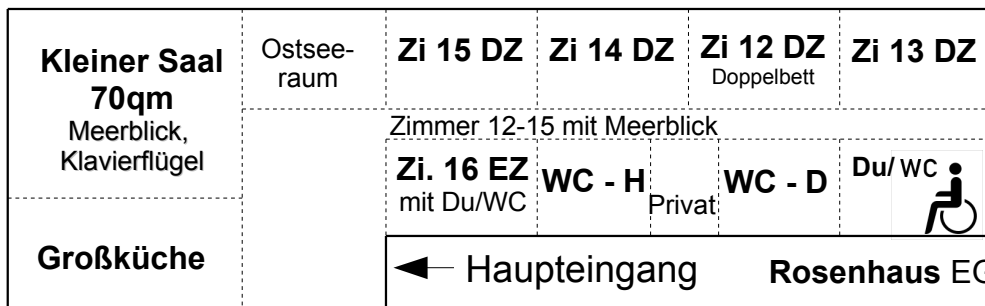 Kleiner Saal
70qm
Meerblick,
Klavierflügel
Ostsee-
raum
Zi 15 DZ
Zi 14 DZ
Zi 12 DZ
Doppelbett
Zi 13 DZ
Zimmer 12-15 mit Meerblick
Zi. 16 EZ
mit Du/WC
WC - H
Privat
WC - D
Du/ WC
Großküche
Haupteingang
Rosenhaus EG